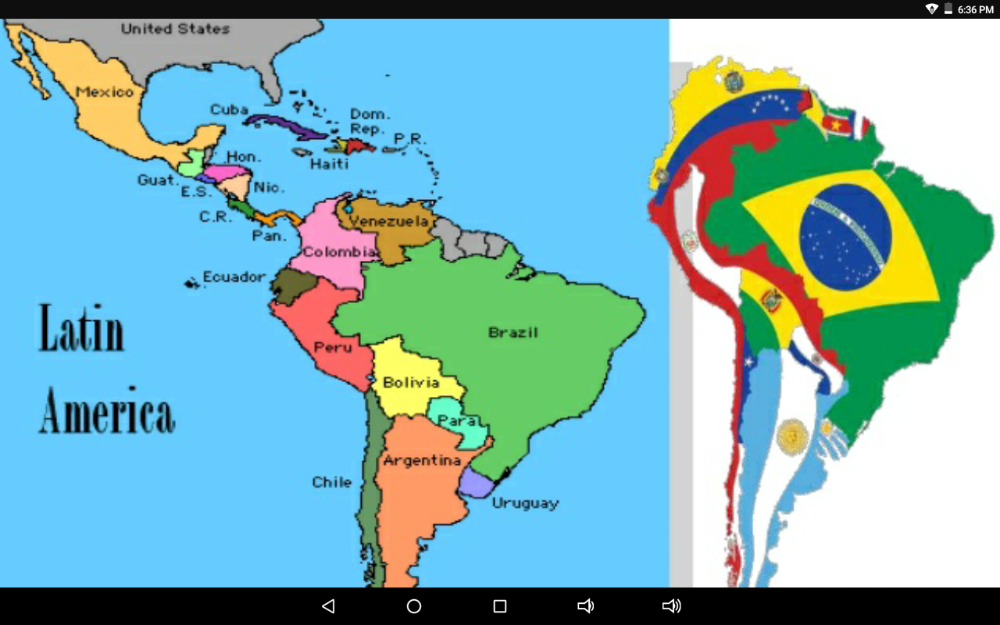 6:36 PM
United States
Mexico
Cuba
Dom.
Rep.
P.R.
Haiti
Hon.
Guat.
E.S.
Nic.
C.R.
Pan.
Venezuela
Colombia
Ecuador
Latin
America
Brazil
Peru
Bolivia
Para.
Argentina
Chile
Uruguay